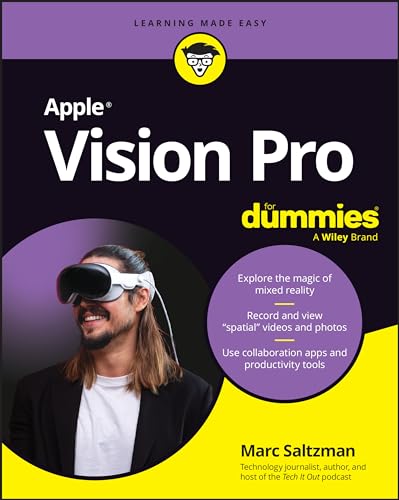 LEARNING MADE EASY
Apple®
Vision Pro
for
dummies®
A Wiley Brand
Explore the magic of
mixed reality
Record and view
“spatial” videos and photos
Use collaboration apps and
productivity tools
Marc Saltzman
Technology journalist, author, and
host of the Tech It Out podcast